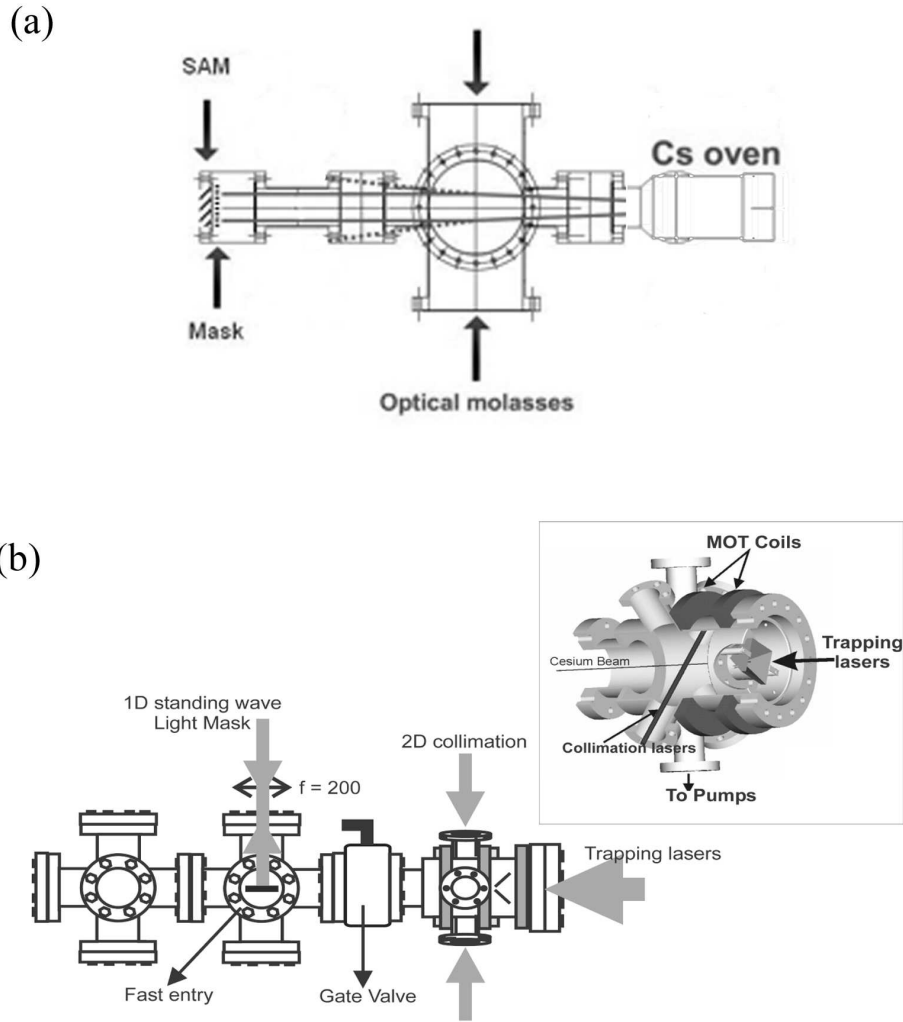 (a)
SAM
Cs oven
Mask
Optical molasses
(b)
MOT Coils
Trapping
lasers
Cesium Beam
Collimation lasers
To Pumps
1D standing wave
Light Mask
2D collimation
f = 200
Trapping lasers
Fast entry
Gate Valve